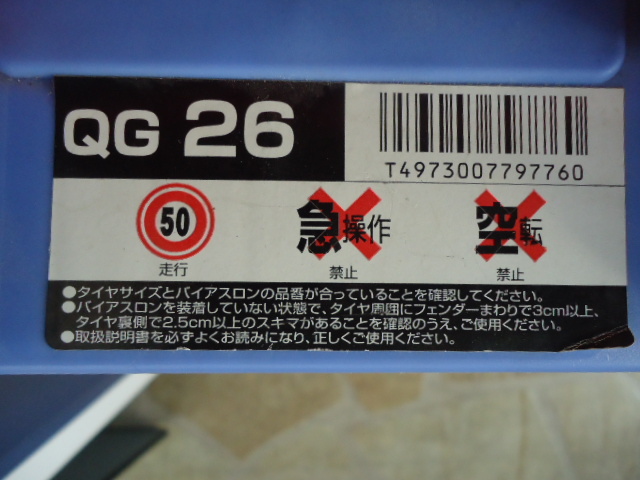 QG 26
T4973007797760
50
走行
急操作
禁止
空転
禁止
●タイヤサイズとバイアスロンの品番が合っていることを確認してください。
●バイアスロンを装着していない状態で、タイヤ周囲にフェンダーまわりで3cm以上、
タイヤ裏側で2.5cm以上のスキマがあることを確認のうえ、ご使用ください。
●取扱説明書を必ずよくお読みになり、正しくご使用ください。